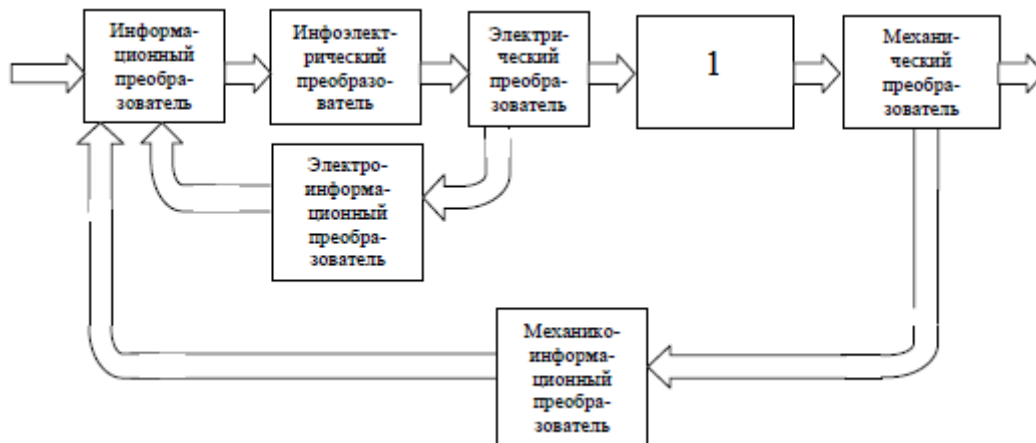 Информа-
ционный
преобра-
зователь
Инфоэлект-
рический
преобразо-
ватель
Электри-
ческий
преобра-
зователь
1
Механи-
ческий
преобра-
зователь
Электро-
информа-
ционный
преобра-
зователь
Механико-
информа-
ционный
преобра-
зователь